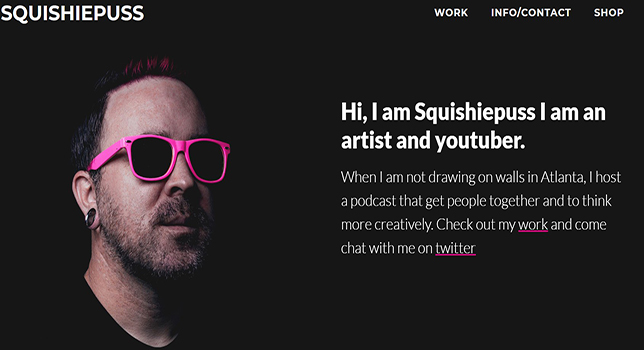 SQUISHIEPUSS
WORK INFO/CONTACT SHOP
Hi, I am Squishiepuss I am an
artist and youtuber.
When I am not drawing on walls in Atlanta, I host
a podcast that get people together and to think
more creatively. Check out my work and come
chat with me on twitter